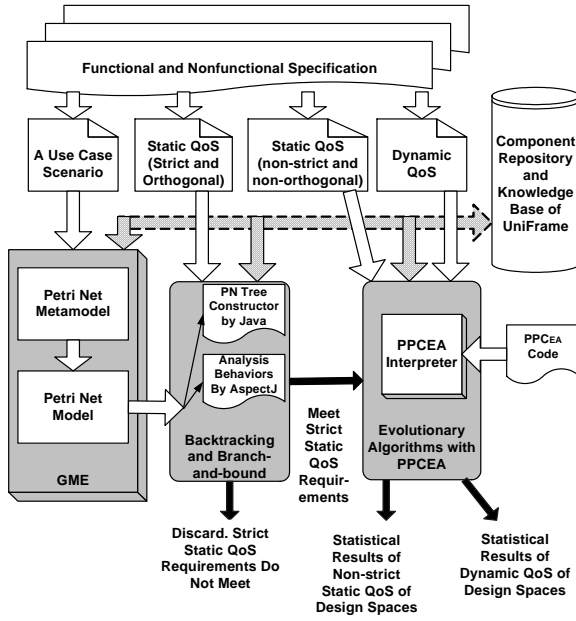 Functional and Nonfunctional Specification
A Use Case
Scenario
Static QoS
(Strict and
Orthogonal)
Static QoS
(non-strict and
non-orthogonal)
Dynamic
QoS
Component
Repository
and
Knowledge
Base of
UniFrame
Petri Net
Metamodel
Petri Net
Model
GME
PN Tree
Constructor
by Java
Analysis
Behaviors
By AspectJ
Backtracking
and Branch-
and-bound
Meet
Strict
Static
QoS
Require-
ments
PPCEA
Interpreter
Evolutionary
Algorithms with
PPCEA
PPCEA
Code
Discard. Strict
Static QoS
Requirements Do
Not Meet
Statistical
Results of
Non-strict
Static QoS of
Design Spaces
Statistical
Results of
Dynamic QoS of
Design Spaces